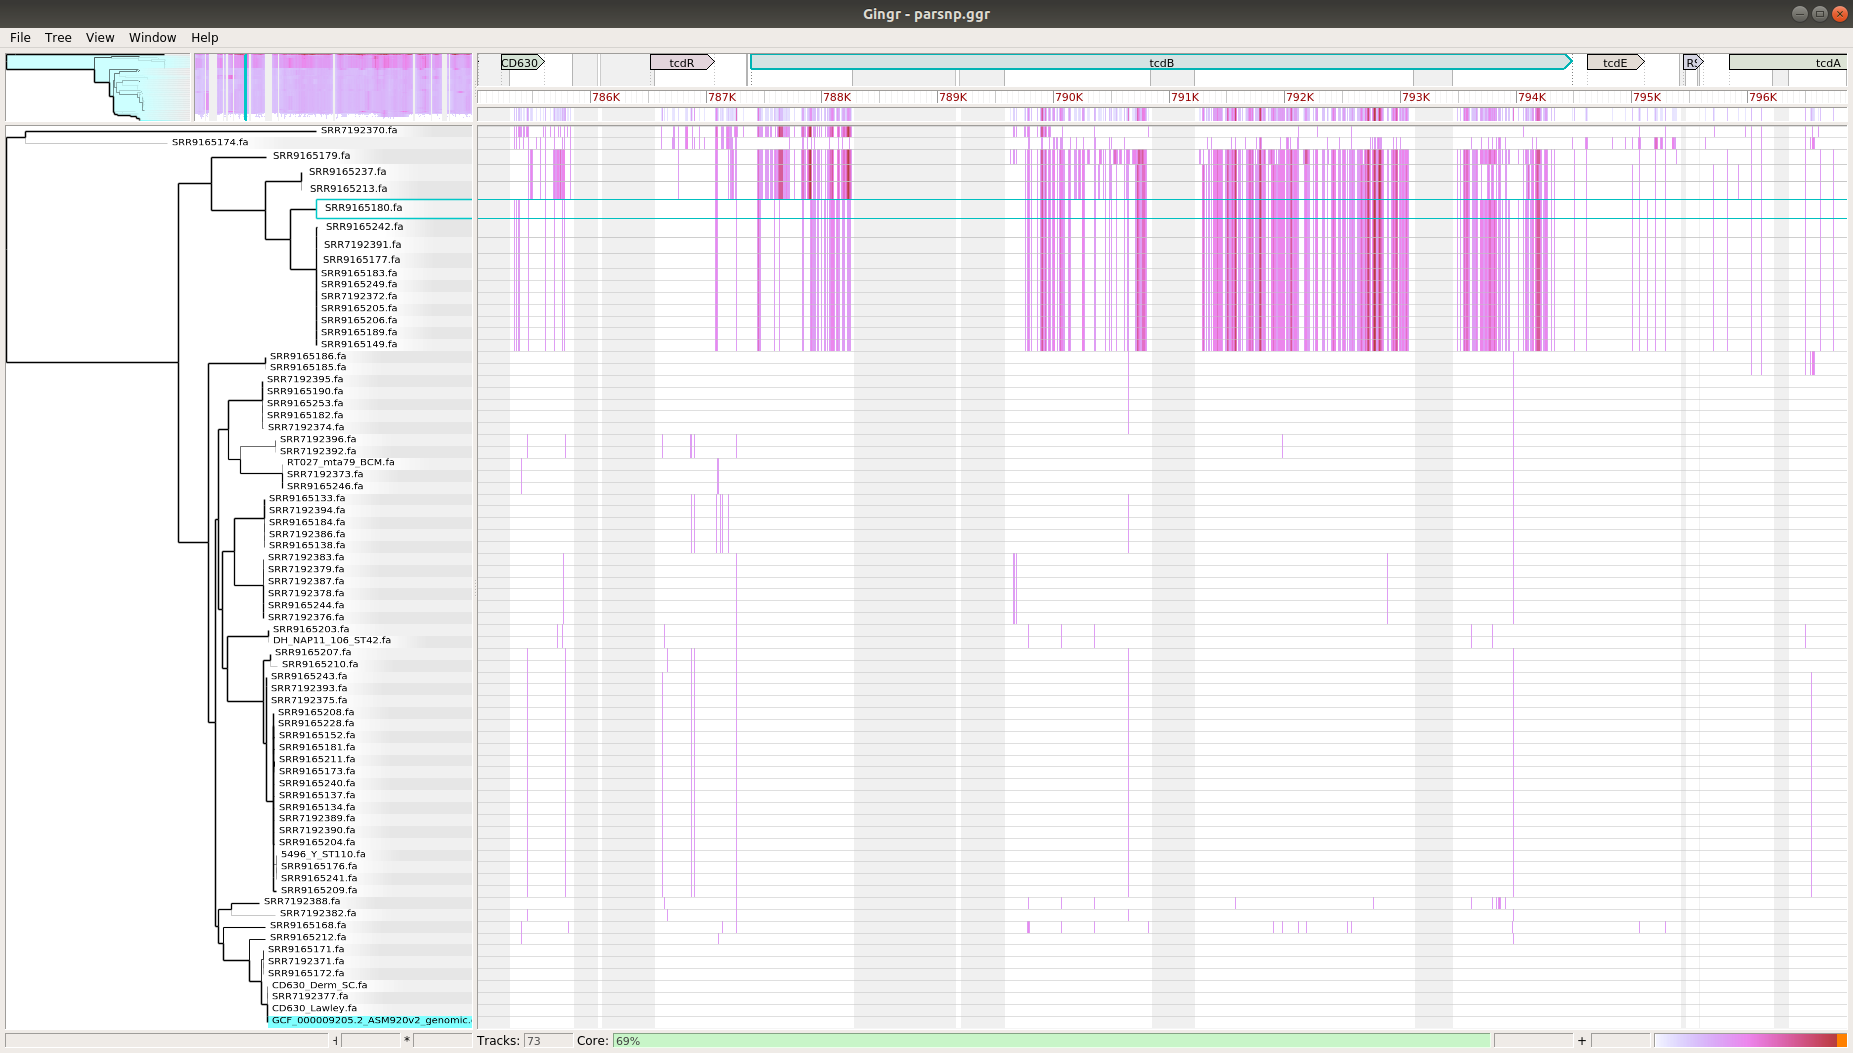 Gingr - parsnp.ggr
File Tree View Window Help
CD630 tcdR tcdB tcdE tcdA
786K 787K 788K 789K 790K 791K 792K 793K 794K 795K 796K
SRR7192370.fa
SRR9165174.fa
SRR9165179.fa
SRR9165237.fa
SRR9165213.fa
SRR9165180.fa
SRR9165242.fa
SRR7192391.fa
SRR9165177.fa
SRR9165183.fa
SRR9165249.fa
SRR7192372.fa
SRR9165205.fa
SRR9165206.fa
SRR9165189.fa
SRR9165149.fa
SRR9165186.fa
SRR9165185.fa
SRR7192395.fa
SRR9165190.fa
SRR9165253.fa
SRR9165182.fa
SRR7192374.fa
SRR7192396.fa
SRR7192392.fa
RT027_mta79_BCM.fa
SRR7192373.fa
SRR9165246.fa
SRR9165133.fa
SRR7192394.fa
SRR9165184.fa
SRR7192386.fa
SRR9165138.fa
SRR7192383.fa
SRR7192379.fa
SRR7192387.fa
SRR7192378.fa
SRR9165244.fa
SRR7192376.fa
SRR9165203.fa
DH_NAP11_106_ST42.fa
SRR9165207.fa
SRR9165210.fa
SRR9165243.fa
SRR7192393.fa
SRR7192375.fa
SRR9165208.fa
SRR9165228.fa
SRR9165152.fa
SRR9165181.fa
SRR9165211.fa
SRR9165173.fa
SRR9165240.fa
SRR9165137.fa
SRR9165134.fa
SRR7192389.fa
SRR7192390.fa
SRR9165204.fa
5496_Y_ST110.fa
SRR9165176.fa
SRR9165241.fa
SRR9165209.fa
SRR7192388.fa
SRR7192382.fa
SRR9165168.fa
SRR9165212.fa
SRR9165171.fa
SRR7192371.fa
SRR9165172.fa
CD630_Derm_SC.fa
SRR7192377.fa
CD630_Lawley.fa
GCF_000009205.2_ASM920v2_genomic.
* Tracks: 73 Core: 69% +